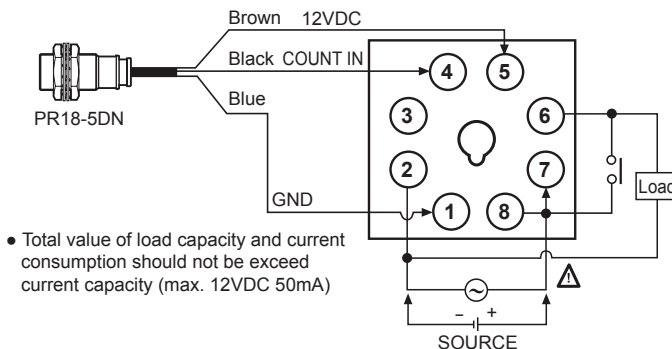 Brown 12VDC
Black COUNT IN
Blue
PR18-5DN
GND
4 5
3 6
2 7
1 8
Load
● Total value of load capacity and current
consumption should not be exceed
current capacity (max. 12VDC 50mA)
~
!
− +
SOURCE